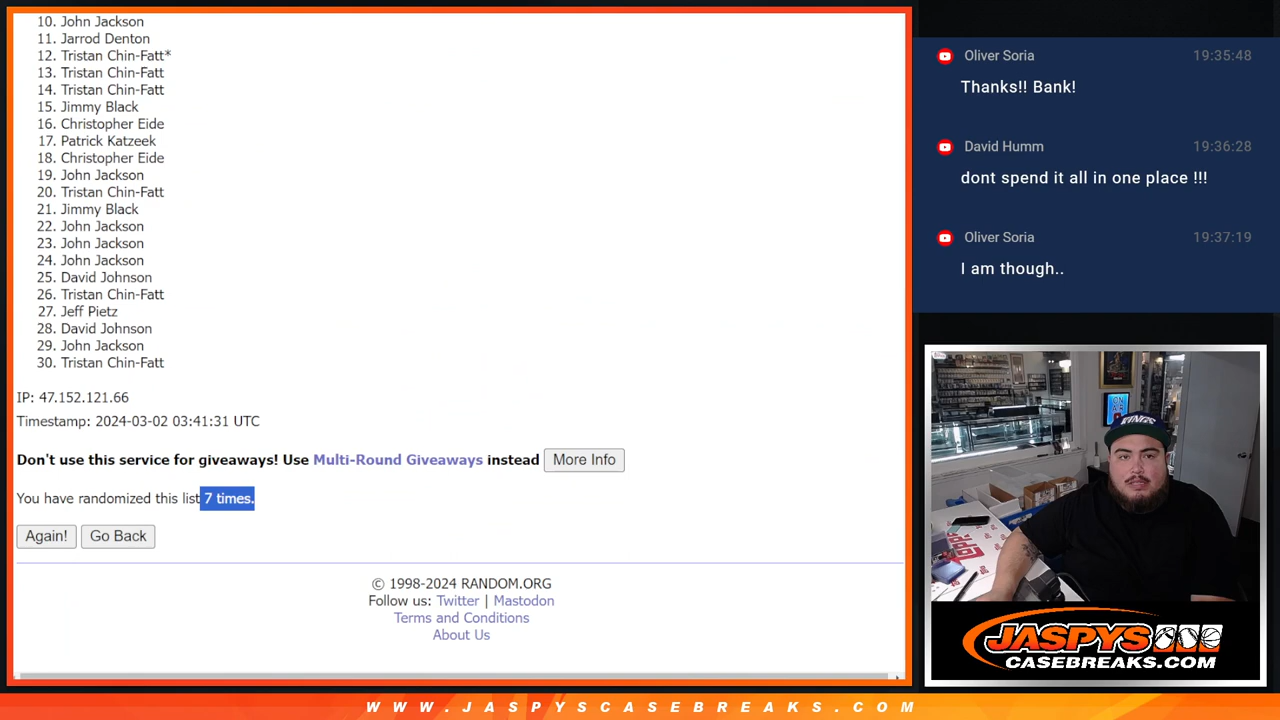 10. John Jackson
11. Jarrod Denton
12. Tristan Chin-Fatt*
13. Tristan Chin-Fatt
14. Tristan Chin-Fatt
15. Jimmy Black
16. Christopher Eide
17. Patrick Katzeek
18. Christopher Eide
19. John Jackson
20. Tristan Chin-Fatt
21. Jimmy Black
22. John Jackson
23. John Jackson
24. John Jackson
25. David Johnson
26. Tristan Chin-Fatt
27. Jeff Pietz
28. David Johnson
29. John Jackson
30. Tristan Chin-Fatt
IP: 47.152.121.66
Timestamp: 2024-03-02 03:41:31 UTC
Don't use this service for giveaways! Use Multi-Round Giveaways instead More Info
You have randomized this list 7 times.
Again! Go Back
© 1998-2024 RANDOM.ORG
Follow us: Twitter | Mastodon
Terms and Conditions
About Us
Oliver Soria 19:35:48
Thanks!! Bank!
David Humm 19:36:28
dont spend it all in one place !!!
Oliver Soria 19:37:19
I am though..
KINGS
topps
JASPYS
CASEBREAKS.COM
WWW.JASPYSCASEBREAKS.COM